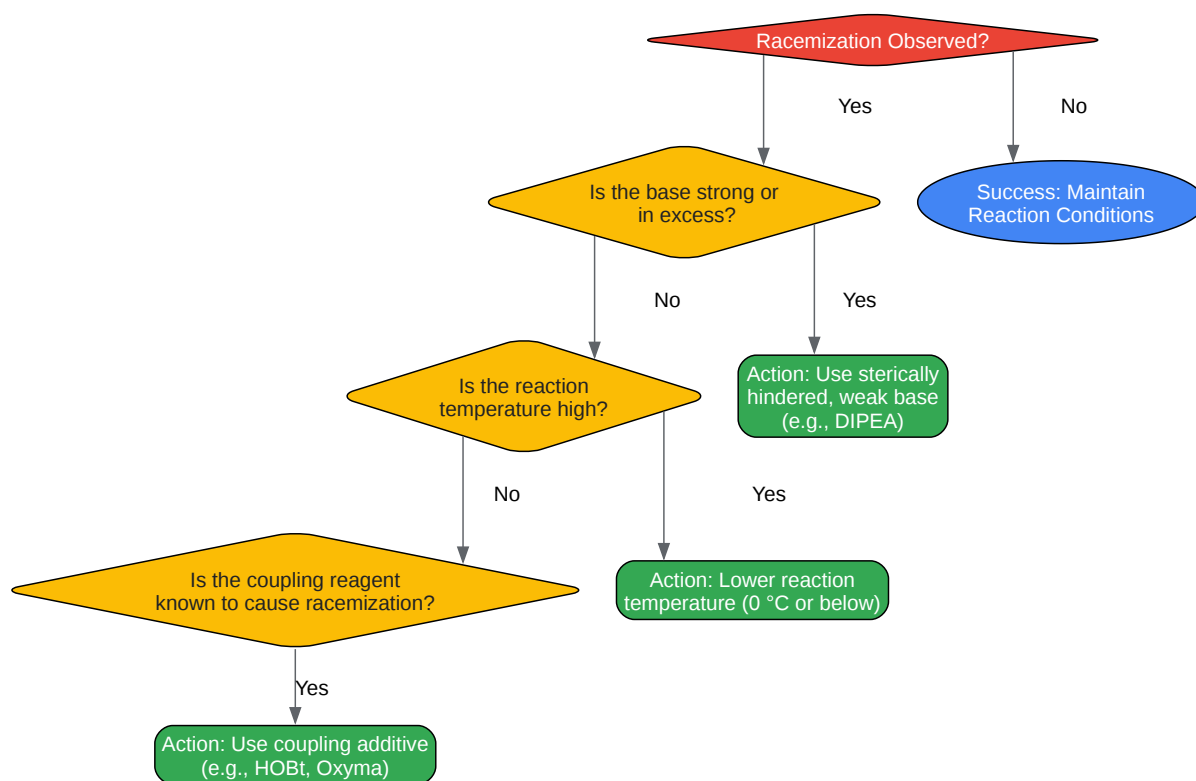 Racemization Observed?
Yes
No
Is the base strong or
in excess?
Success: Maintain
Reaction Conditions
No
Yes
Is the reaction
temperature high?
Action: Use sterically
hindered, weak base
(e.g., DIPEA)
No
Yes
Is the coupling reagent
known to cause racemization?
Action: Lower reaction
temperature (0 °C or below)
Yes
Action: Use coupling additive
(e.g., HOBt, Oxyma)